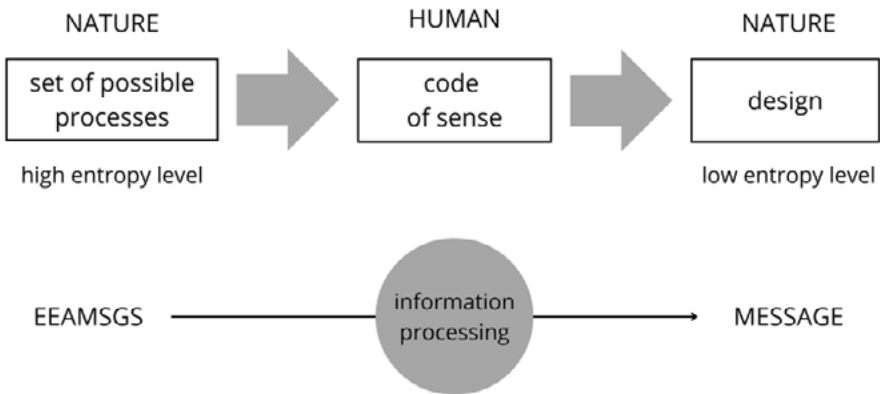 NATURE
HUMAN
NATURE
set of possible
processes
code
of sense
design
high entropy level
low entropy level
EEAMSGS
information
processing
MESSAGE